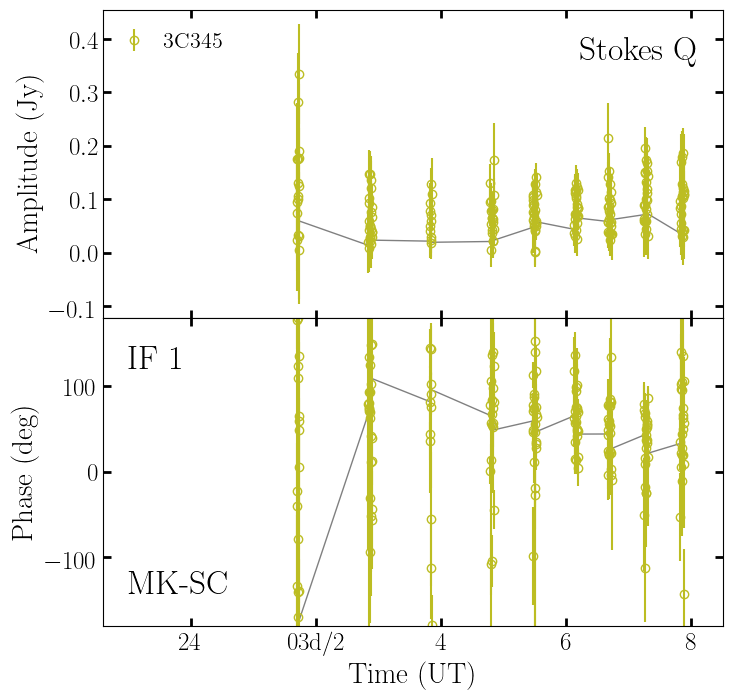 3C345
Stokes Q
Amplitude (Jy)
0.4
0.3
0.2
0.1
0.0
−0.1
IF 1
MK-SC
Phase (deg)
100
0
−100
24
03d/2
4
6
8
Time (UT)